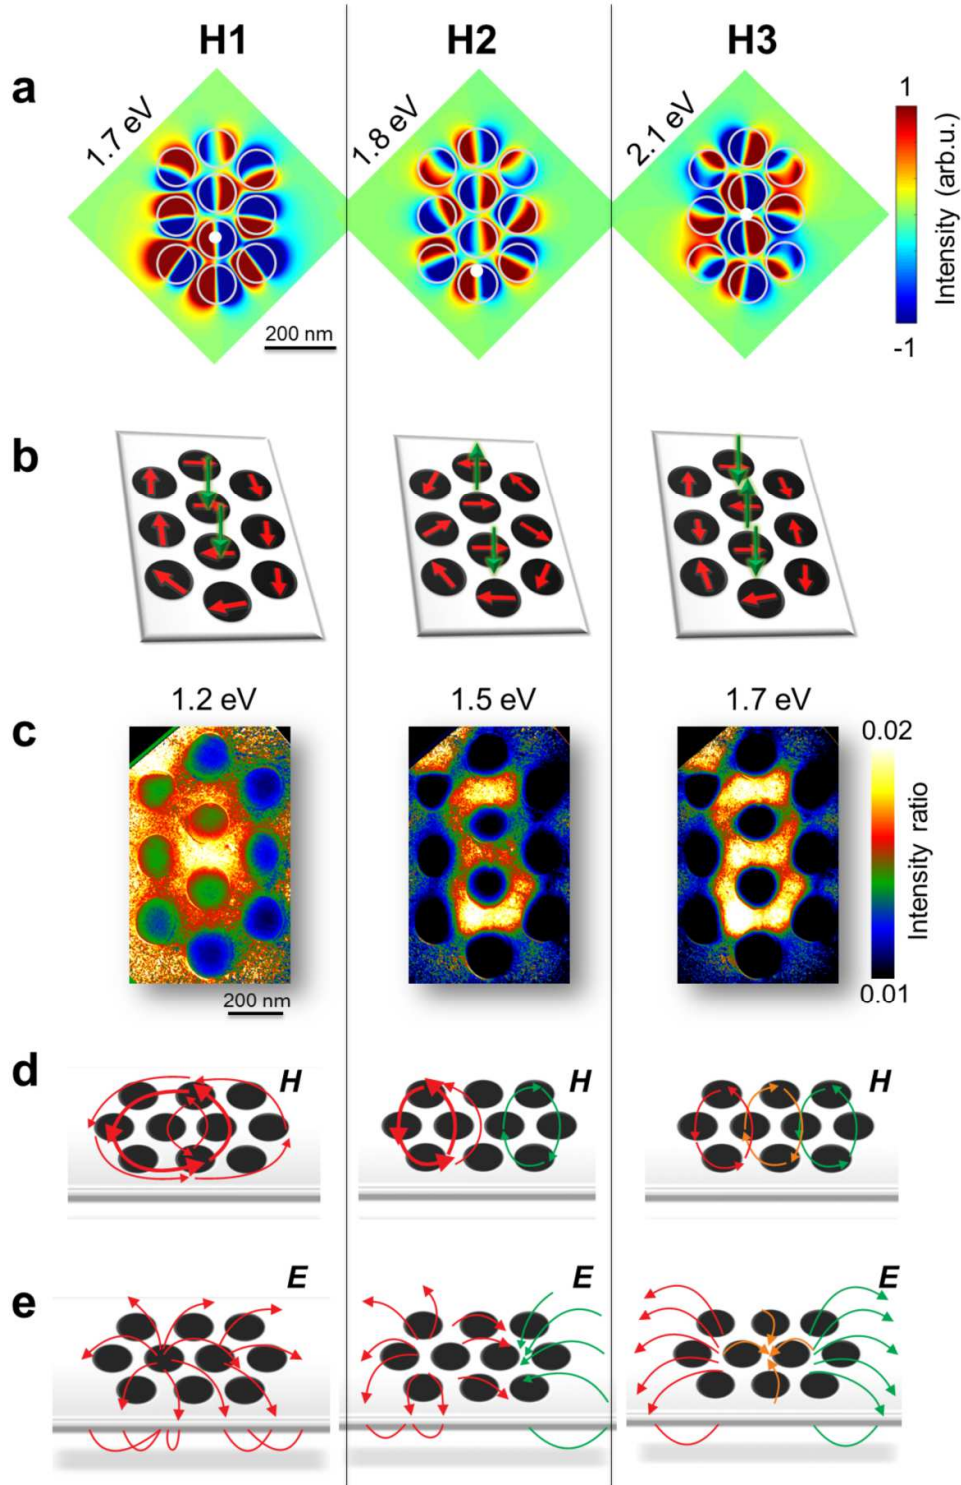 H1 H2 H3
a
1.7 eV 1.8 eV 2.1 eV
1
Intensity (arb.u.)
-1
200 nm
b
1.2 eV 1.5 eV 1.7 eV
c
0.02
Intensity ratio
0.01
200 nm
d
H H H
e
E E E